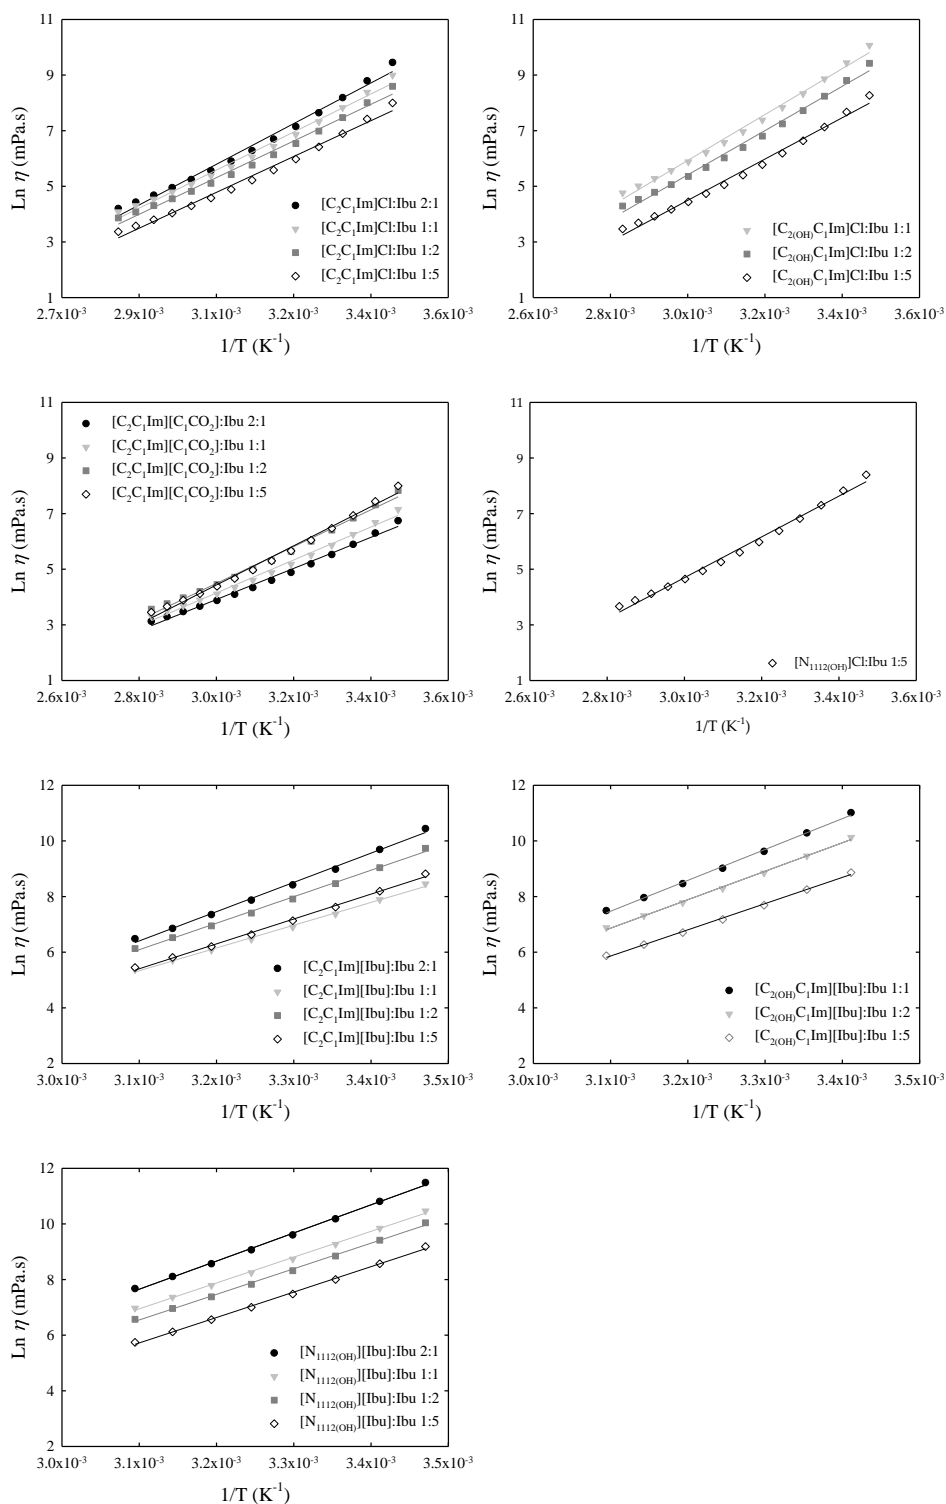 11
9
7
5
3
1
Ln η (mPa.s)
[C₂C₁Im]Cl:Ibu 2:1
[C₂C₁Im]Cl:Ibu 1:1
[C₂C₁Im]Cl:Ibu 1:2
[C₂C₁Im]Cl:Ibu 1:5
2.7x10⁻³ 2.9x10⁻³ 3.1x10⁻³ 3.2x10⁻³ 3.4x10⁻³ 3.6x10⁻³
1/T (K⁻¹)
11
9
7
5
3
1
Ln η (mPa.s)
[C₂₍OH₎C₁Im]Cl:Ibu 1:1
[C₂₍OH₎C₁Im]Cl:Ibu 1:2
[C₂₍OH₎C₁Im]Cl:Ibu 1:5
2.6x10⁻³ 2.8x10⁻³ 3.0x10⁻³ 3.2x10⁻³ 3.4x10⁻³ 3.6x10⁻³
1/T (K⁻¹)
11
9
7
5
3
1
Ln η (mPa.s)
[C₂C₁Im][C₁CO₂]:Ibu 2:1
[C₂C₁Im][C₁CO₂]:Ibu 1:1
[C₂C₁Im][C₁CO₂]:Ibu 1:2
[C₂C₁Im][C₁CO₂]:Ibu 1:5
2.6x10⁻³ 2.8x10⁻³ 3.0x10⁻³ 3.2x10⁻³ 3.4x10⁻³ 3.6x10⁻³
1/T (K⁻¹)
11
9
7
5
3
1
Ln η (mPa.s)
[N₁₁₁₂₍OH₎]Cl:Ibu 1:5
2.6x10⁻³ 2.8x10⁻³ 3.0x10⁻³ 3.2x10⁻³ 3.4x10⁻³ 3.6x10⁻³
1/T (K⁻¹)
12
10
8
6
4
2
Ln η (mPa.s)
[C₂C₁Im][Ibu]:Ibu 2:1
[C₂C₁Im][Ibu]:Ibu 1:1
[C₂C₁Im][Ibu]:Ibu 1:2
[C₂C₁Im][Ibu]:Ibu 1:5
3.0x10⁻³ 3.1x10⁻³ 3.2x10⁻³ 3.3x10⁻³ 3.4x10⁻³ 3.5x10⁻³
1/T (K⁻¹)
12
10
8
6
4
2
Ln η (mPa.s)
[C₂₍OH₎C₁Im][Ibu]:Ibu 1:1
[C₂₍OH₎C₁Im][Ibu]:Ibu 1:2
[C₂₍OH₎C₁Im][Ibu]:Ibu 1:5
3.0x10⁻³ 3.1x10⁻³ 3.2x10⁻³ 3.3x10⁻³ 3.4x10⁻³ 3.5x10⁻³
1/T (K⁻¹)
12
10
8
6
4
2
Ln η (mPa.s)
[N₁₁₁₂₍OH₎][Ibu]:Ibu 2:1
[N₁₁₁₂₍OH₎][Ibu]:Ibu 1:1
[N₁₁₁₂₍OH₎][Ibu]:Ibu 1:2
[N₁₁₁₂₍OH₎][Ibu]:Ibu 1:5
3.0x10⁻³ 3.1x10⁻³ 3.2x10⁻³ 3.3x10⁻³ 3.4x10⁻³ 3.5x10⁻³
1/T (K⁻¹)